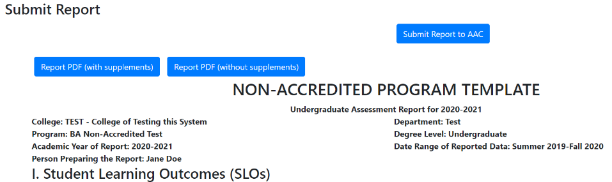 Submit Report
Submit Report to AAC
Report PDF (with supplements) Report PDF (without supplements)
NON-ACCREDITED PROGRAM TEMPLATE
Undergraduate Assessment Report for 2020-2021
College: TEST - College of Testing this System Department: Test
Program: BA Non-Accredited Test Degree Level: Undergraduate
Academic Year of Report: 2020-2021 Date Range of Reported Data: Summer 2019-Fall 2020
Person Preparing the Report: Jane Doe
I. Student Learning Outcomes (SLOs)